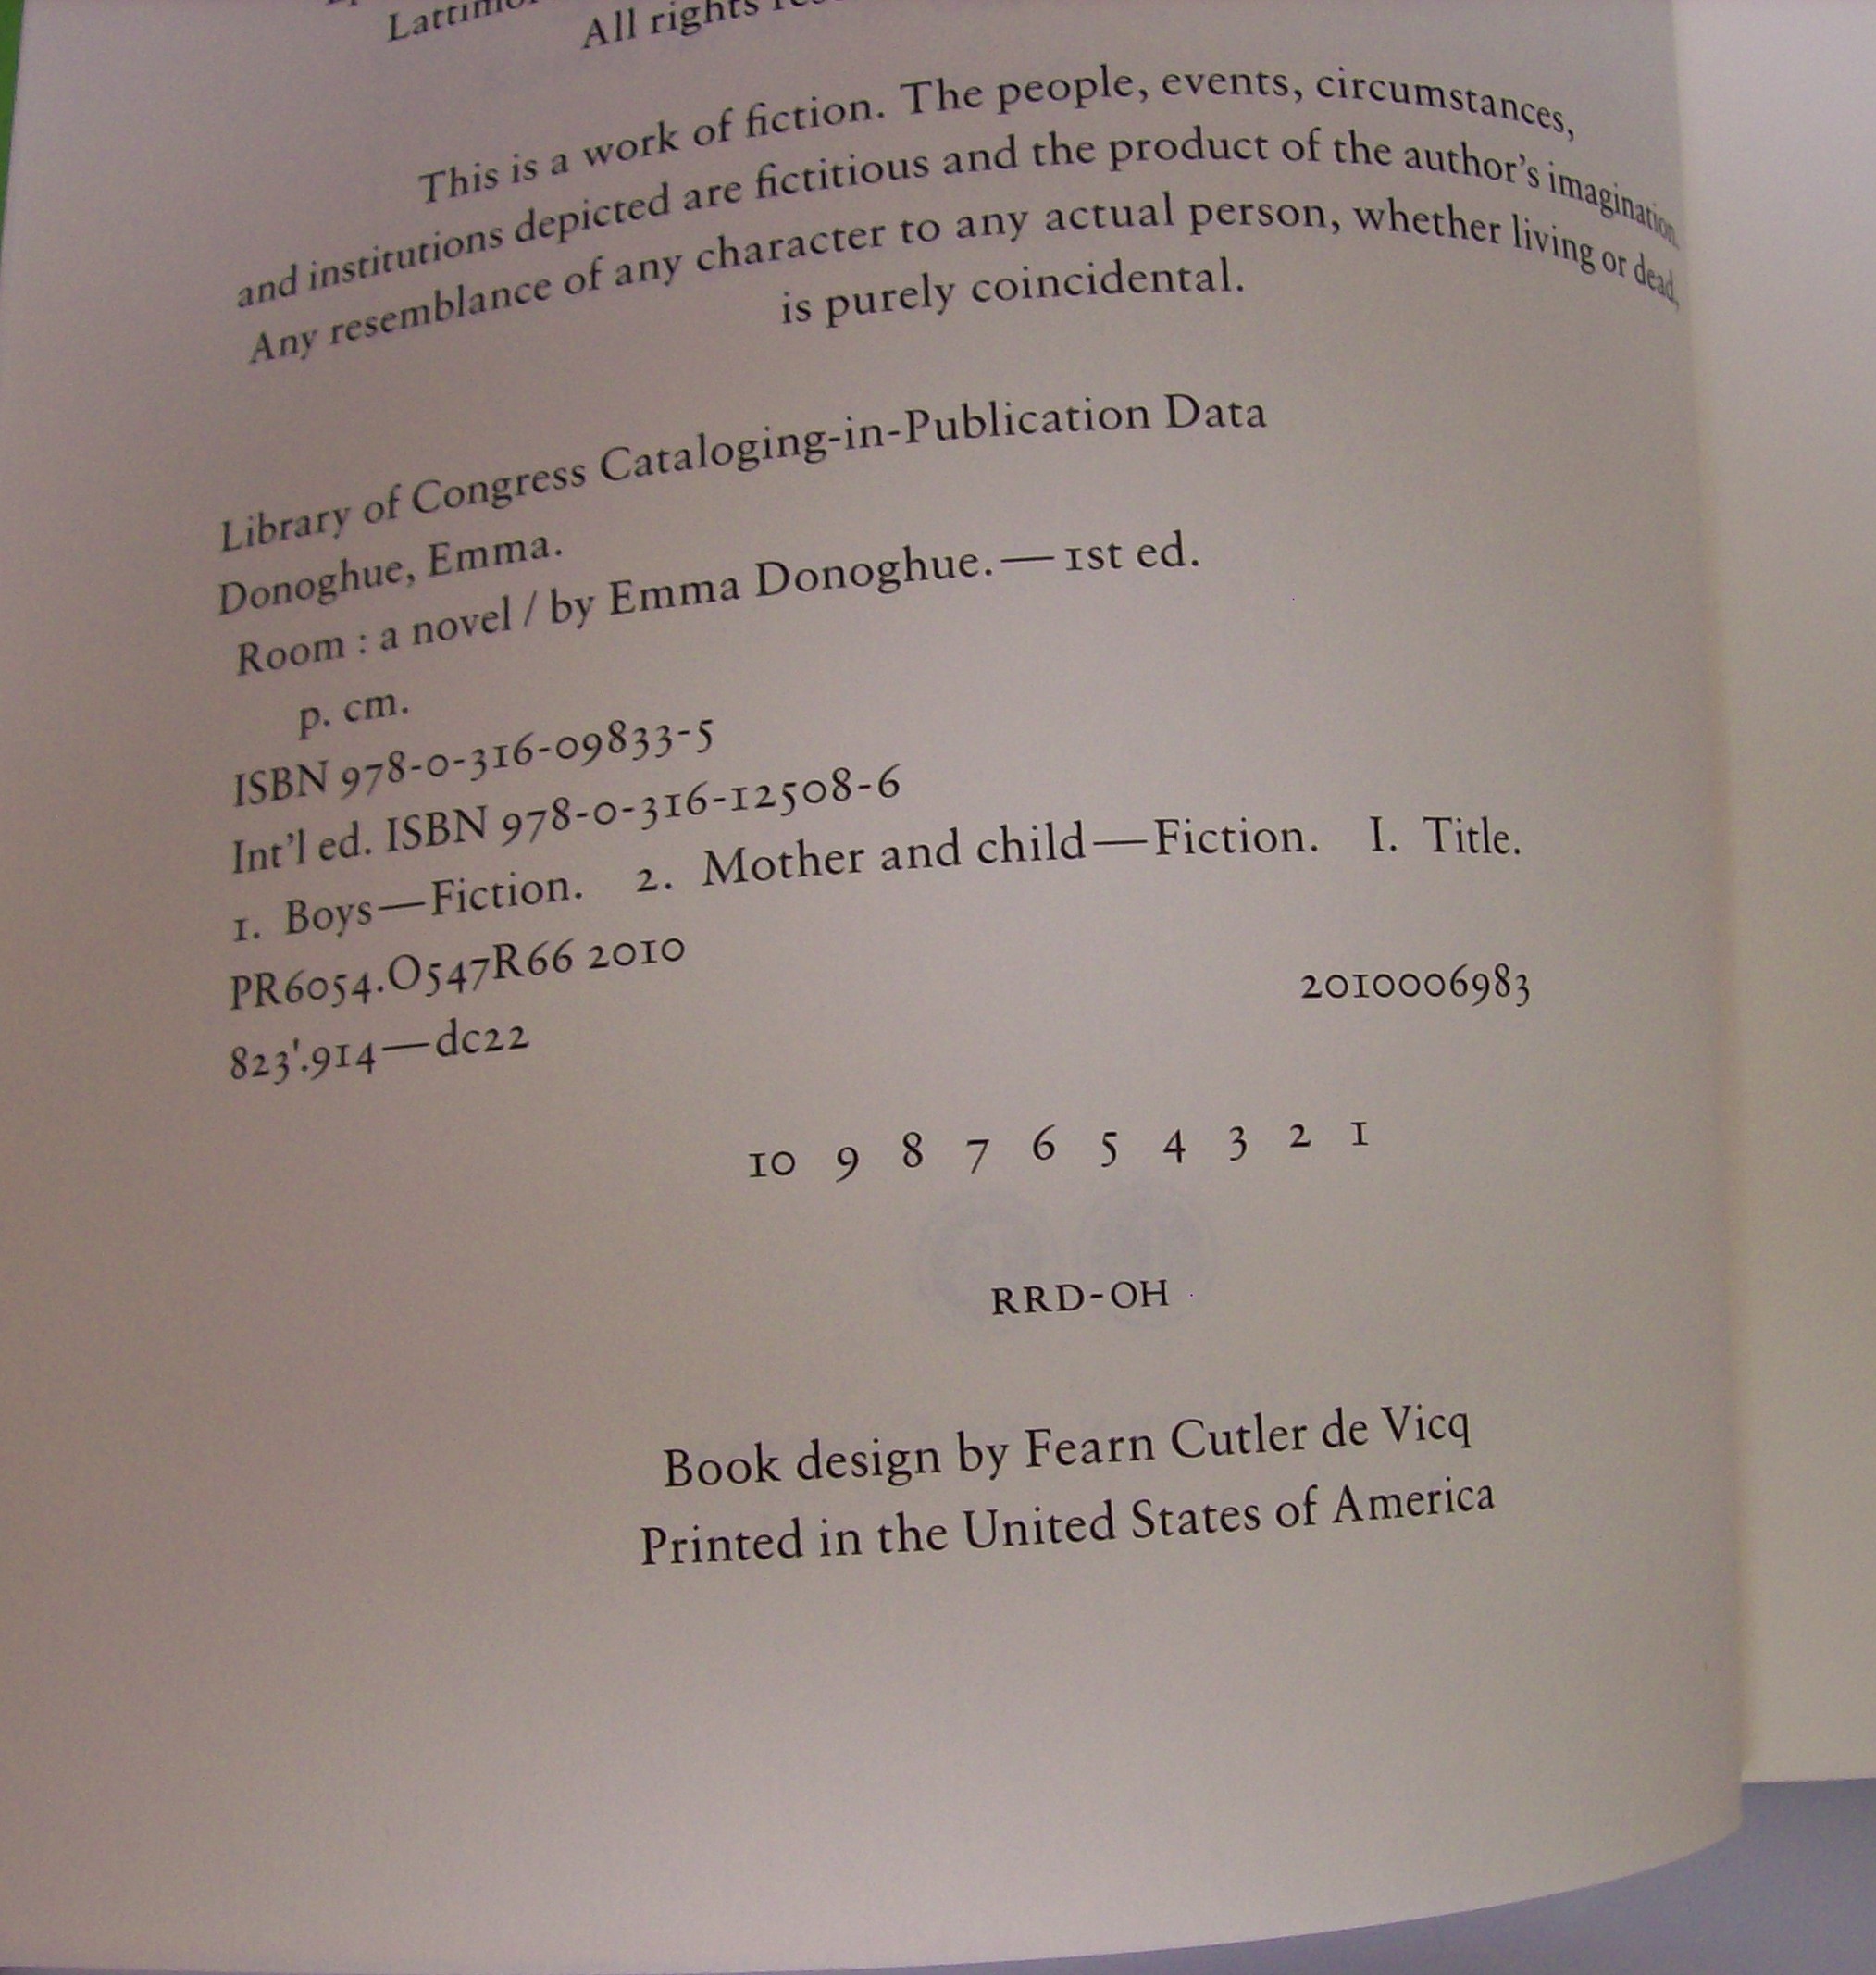 All rights
This is a work of fiction. The people, events, circumstances,
and institutions depicted are fictitious and the product of the author's imagination.
Any resemblance of any character to any actual person, whether living or dead,
is purely coincidental.
Library of Congress Cataloging-in-Publication Data
Donoghue, Emma.
Room : a novel / by Emma Donoghue.—1st ed.
p. cm.
ISBN 978-0-316-09833-5
Int'l ed. ISBN 978-0-316-12508-6
1. Boys—Fiction. 2. Mother and child—Fiction. I. Title.
PR6054.O547R66 2010
823'.914—dc22
2010006983
10 9 8 7 6 5 4 3 2 1
RRD-OH
Book design by Fearn Cutler de Vicq
Printed in the United States of America